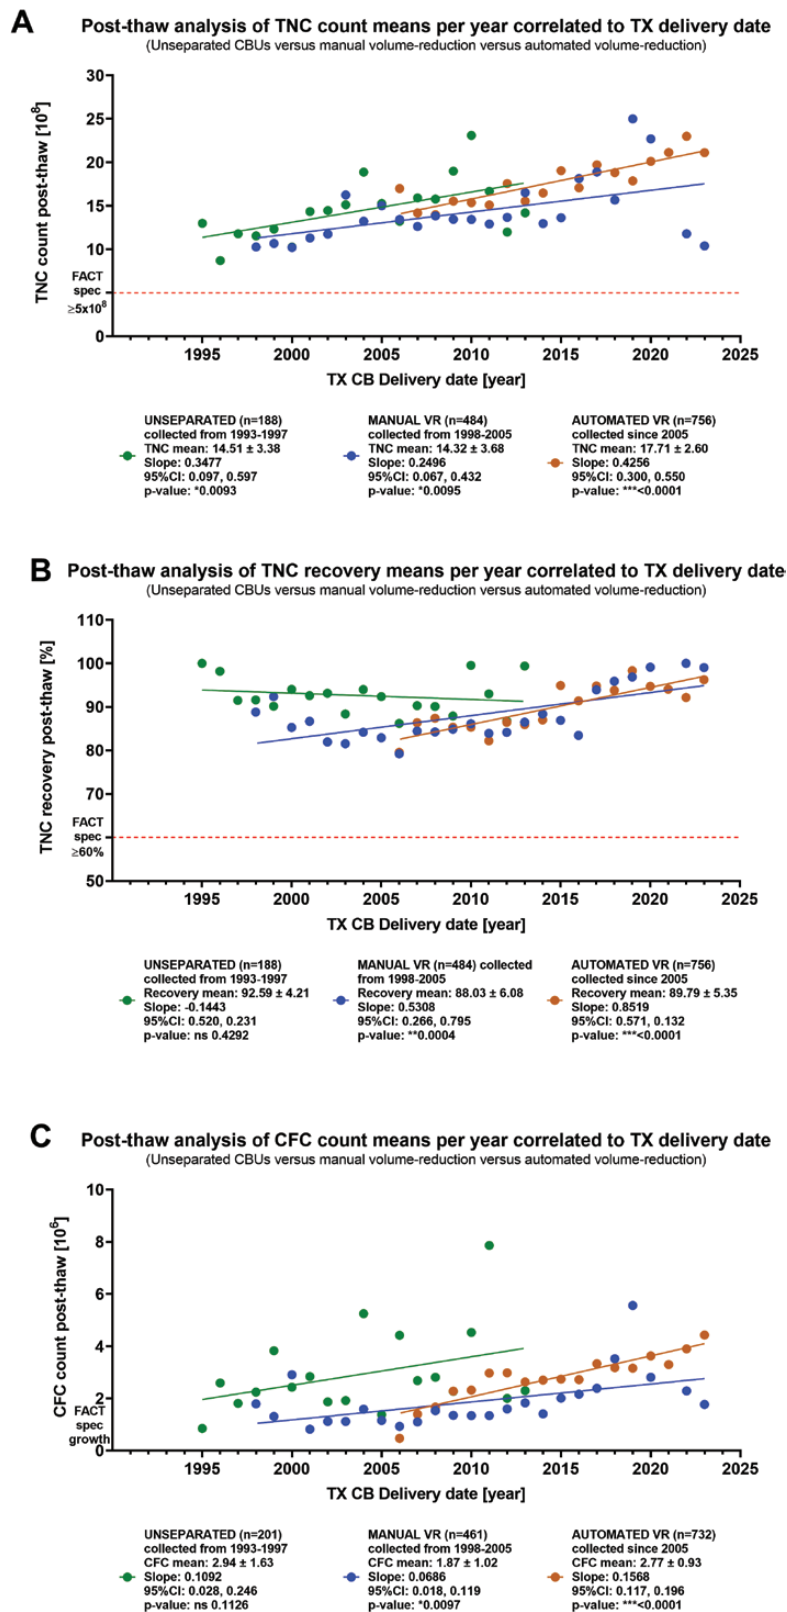 A
Post-thaw analysis of TNC count means per year correlated to TX delivery date
(Unseparated CBUs versus manual volume-reduction versus automated volume-reduction)
TNC count post-thaw [10⁸]
30
25
20
15
10
FACT
spec
≥5x10⁸
0
1995 2000 2005 2010 2015 2020 2025
TX CB Delivery date [year]
UNSEPARATED (n=188)
collected from 1993-1997
TNC mean: 14.51 ± 3.38
Slope: 0.3477
95%CI: 0.097, 0.597
p-value: *0.0093
MANUAL VR (n=484)
collected from 1998-2005
TNC mean: 14.32 ± 3.68
Slope: 0.2496
95%CI: 0.067, 0.432
p-value: *0.0095
AUTOMATED VR (n=756)
collected since 2005
TNC mean: 17.71 ± 2.60
Slope: 0.4256
95%CI: 0.300, 0.550
p-value: ***<0.0001
B
Post-thaw analysis of TNC recovery means per year correlated to TX delivery date
(Unseparated CBUs versus manual volume-reduction versus automated volume-reduction)
TNC recovery post-thaw [%]
110
100
90
80
70
FACT
spec
≥60%
50
1995 2000 2005 2010 2015 2020 2025
TX CB Delivery date [year]
UNSEPARATED (n=188)
collected from 1993-1997
Recovery mean: 92.59 ± 4.21
Slope: -0.1443
95%CI: 0.520, 0.231
p-value: ns 0.4292
MANUAL VR (n=484) collected
from 1998-2005
Recovery mean: 88.03 ± 6.08
Slope: 0.5308
95%CI: 0.266, 0.795
p-value: **0.0004
AUTOMATED VR (n=756)
collected since 2005
Recovery mean: 89.79 ± 5.35
Slope: 0.8519
95%CI: 0.571, 0.132
p-value: ***<0.0001
C
Post-thaw analysis of CFC count means per year correlated to TX delivery date
(Unseparated CBUs versus manual volume-reduction versus automated volume-reduction)
CFC count post-thaw [10⁶]
10
8
6
4
2
FACT
spec
growth
0
1995 2000 2005 2010 2015 2020 2025
TX CB Delivery date [year]
UNSEPARATED (n=201)
collected from 1993-1997
CFC mean: 2.94 ± 1.63
Slope: 0.1092
95%CI: 0.028, 0.246
p-value: ns 0.1126
MANUAL VR (n=461)
collected from 1998-2005
CFC mean: 1.87 ± 1.02
Slope: 0.0686
95%CI: 0.018, 0.119
p-value: *0.0097
AUTOMATED VR (n=732)
collected since 2005
CFC mean: 2.77 ± 0.93
Slope: 0.1568
95%CI: 0.117, 0.196
p-value: ***<0.0001